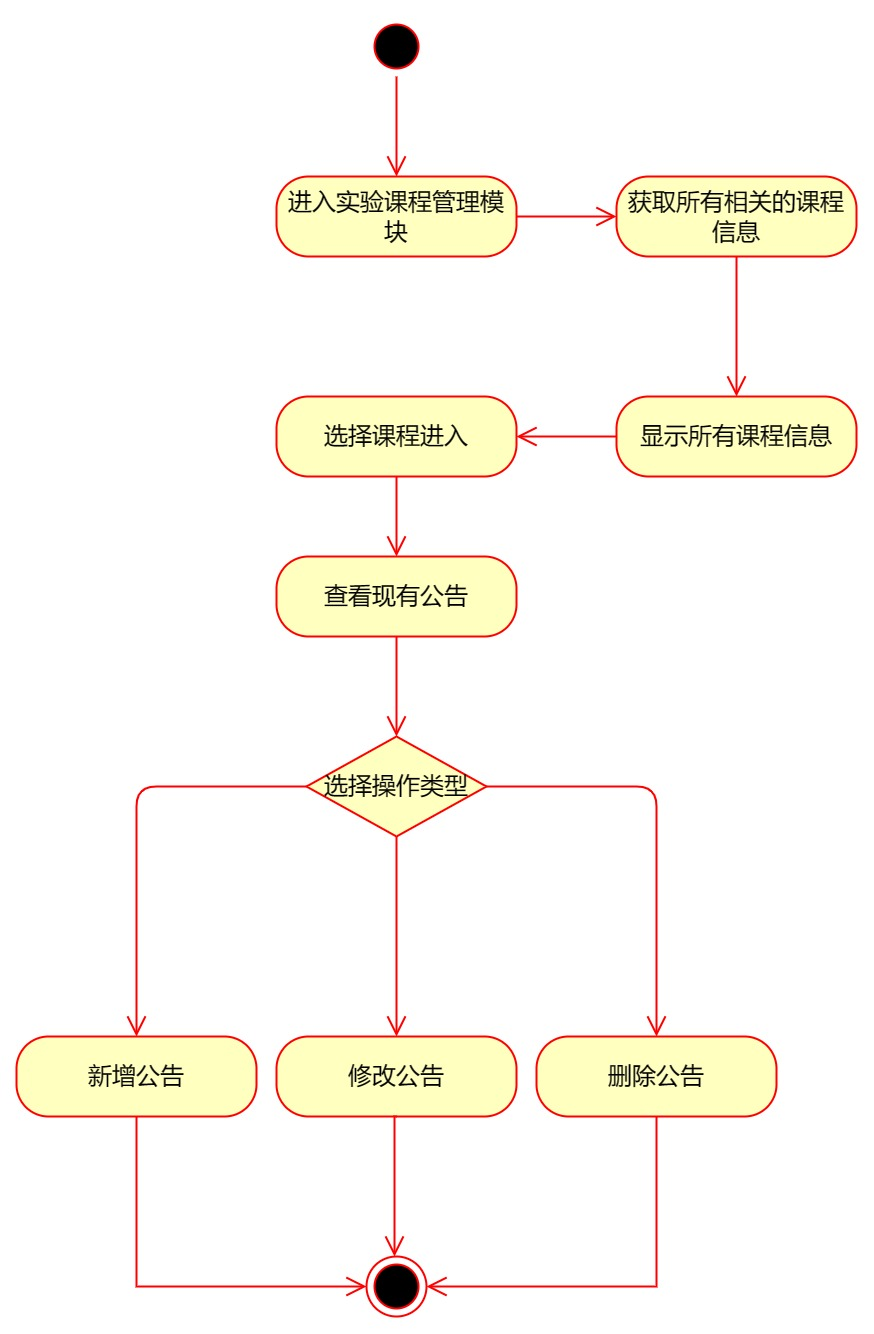 进入实验课程管理模
块
获取所有相关的课程
信息
显示所有课程信息
选择课程进入
查看现有公告
选择操作类型
新增公告
修改公告
删除公告